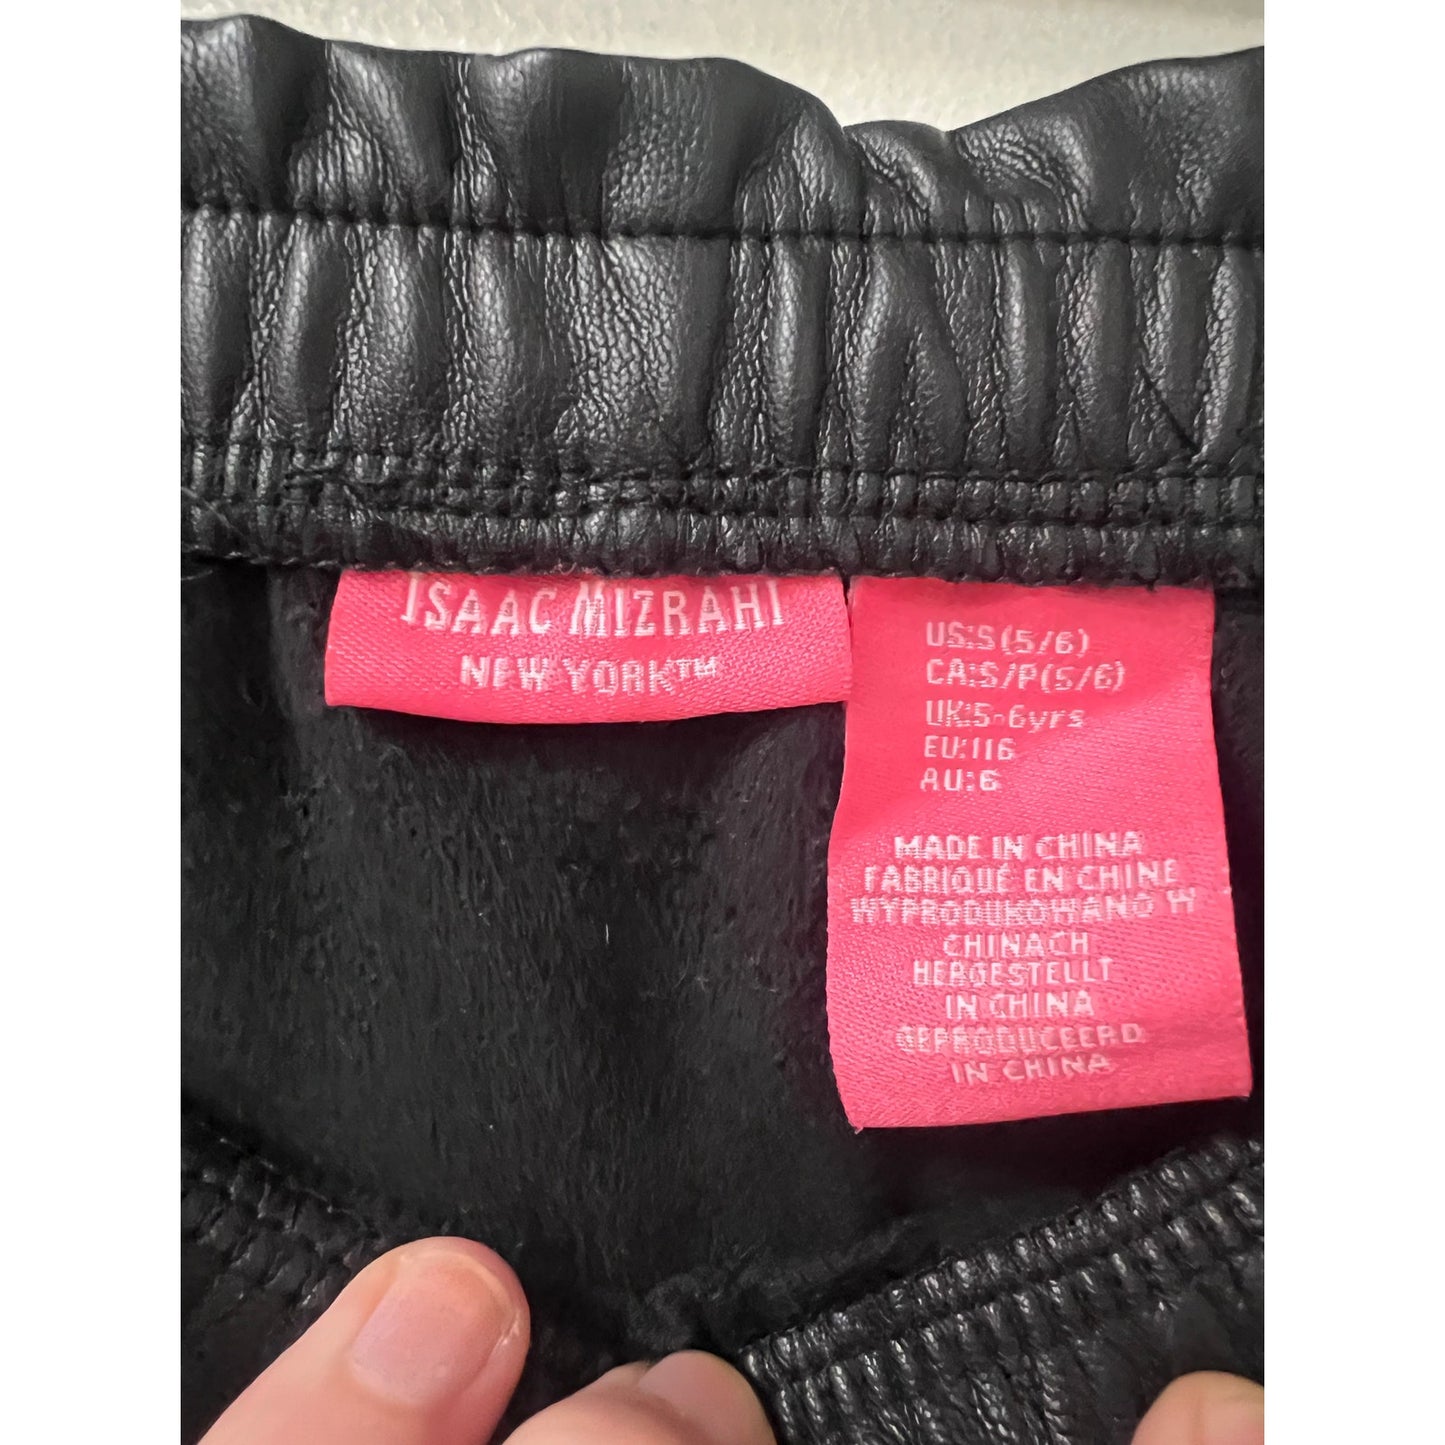 ISAAC MIZRAHI
NEW YORK™
US:S (5/6)
CA:S/P(5/6)
UK:5-6yrs
EU:116
AU:6
MADE IN CHINA
FABRIQUÉ EN CHINE
WYPRODUKOWANO W
CHINACH
HERGESTELLT
IN CHINA
GEPRODUCEERD
IN CHINA